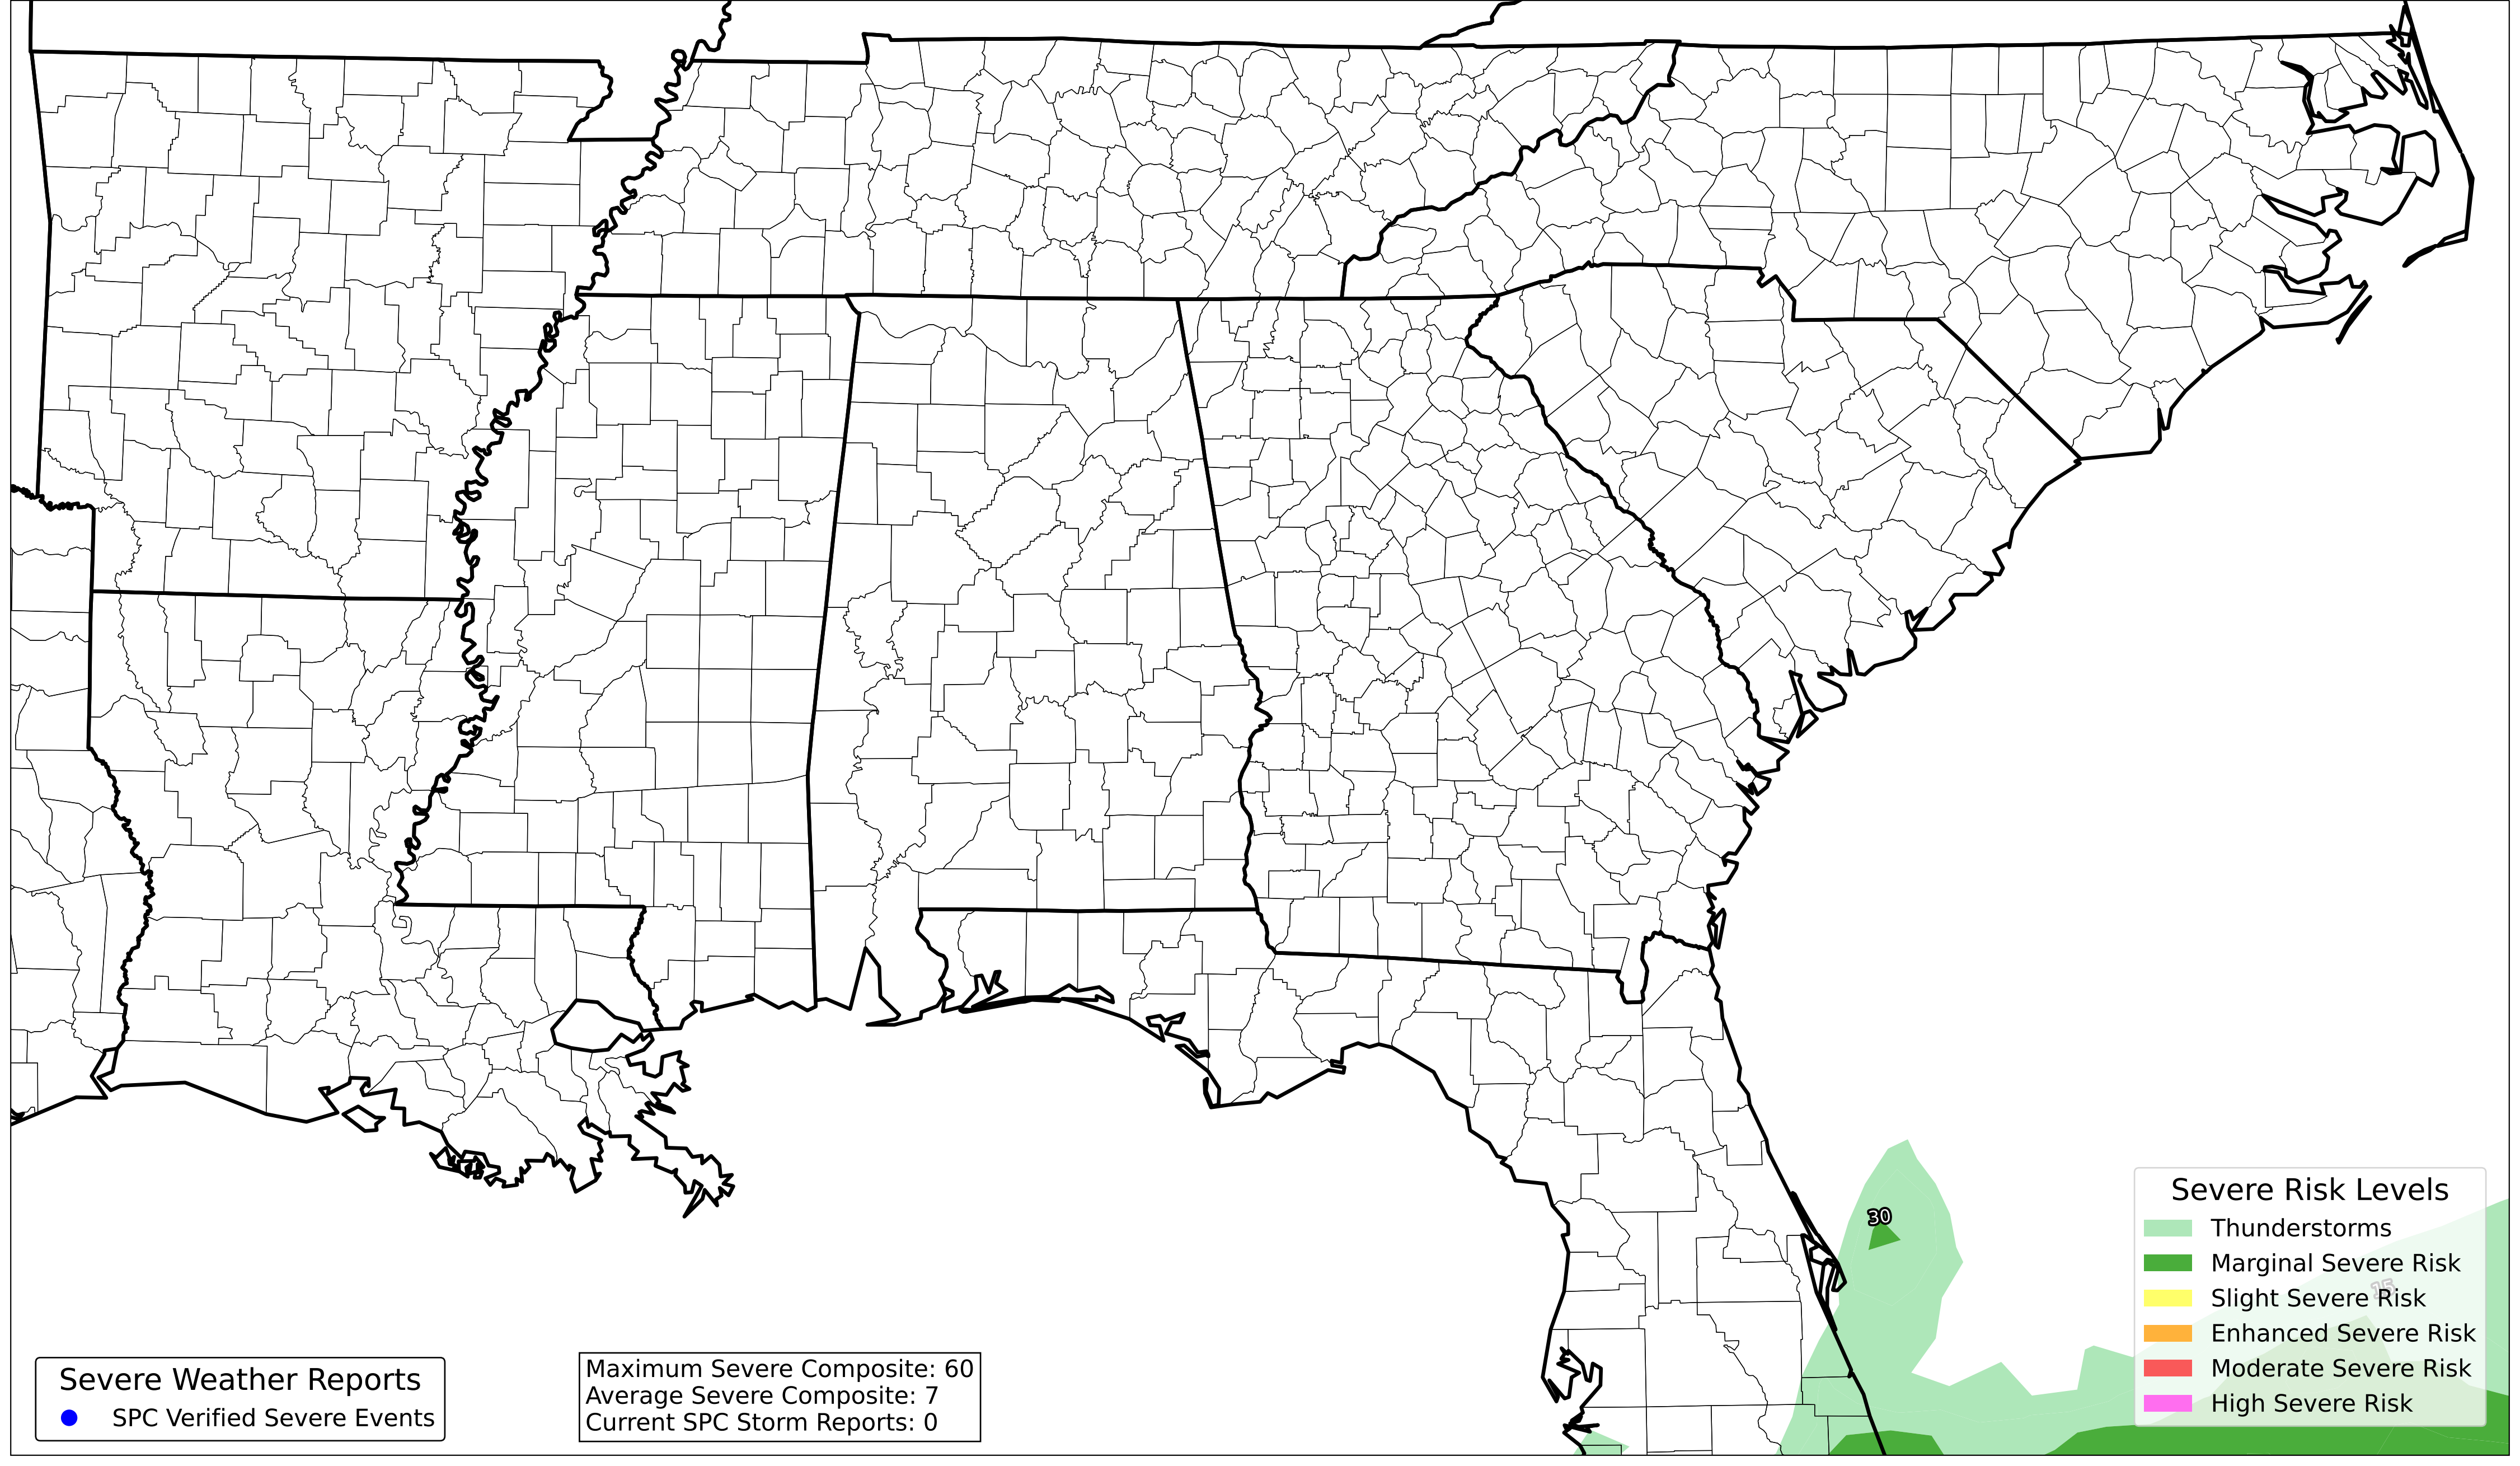 30
Severe Risk Levels
Thunderstorms
Marginal Severe Risk
15
Slight Severe Risk
Enhanced Severe Risk
Moderate Severe Risk
High Severe Risk
Severe Weather Reports
SPC Verified Severe Events
Maximum Severe Composite: 60
Average Severe Composite: 7
Current SPC Storm Reports: 0